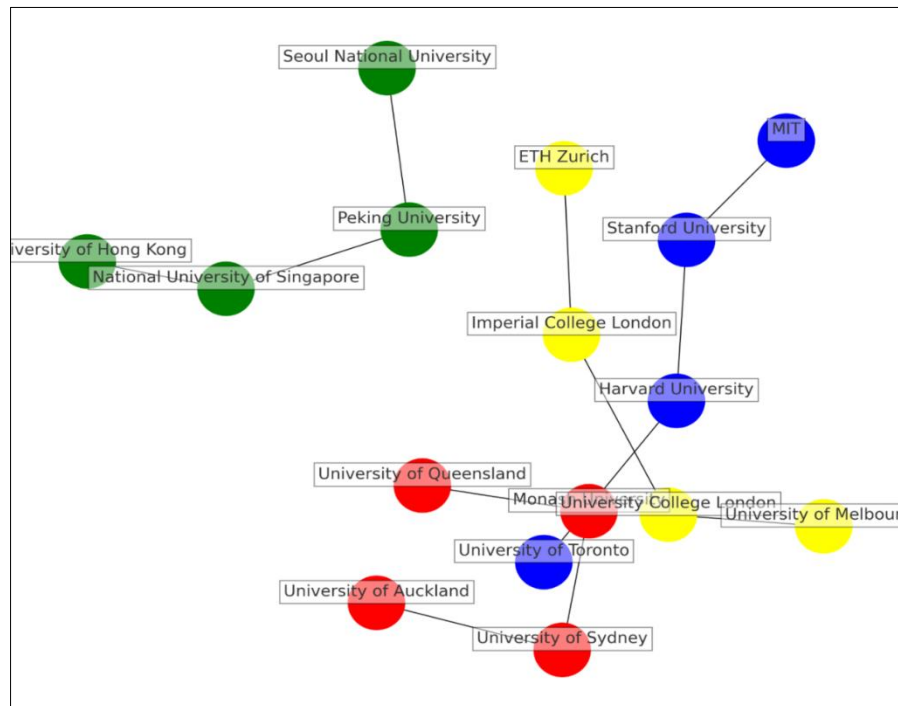 Seoul National University
MIT
ETH Zurich
Peking University
Stanford University
iversity of Hong Kong
National University of Singapore
Imperial College London
Harvard University
University of Queensland
Monash University
University College London
University of Melbour
University of Toronto
University of Auckland
University of Sydney